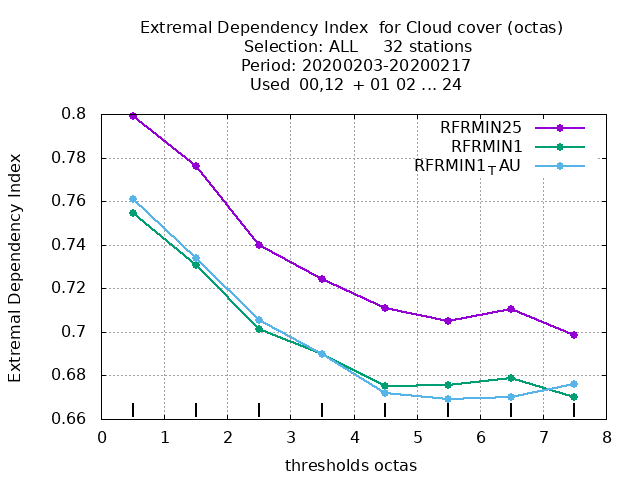 Extremal Dependency Index  for Cloud cover (octas)
Selection: ALL     32 stations
Period: 20200203-20200217
Used  00,12  + 01 02 ... 24
RFRMIN25
RFRMIN1
RFRMIN1TAU
Extremal Dependency Index
0.8
0.78
0.76
0.74
0.72
0.7
0.68
0.66
0 1 2 3 4 5 6 7 8
thresholds octas